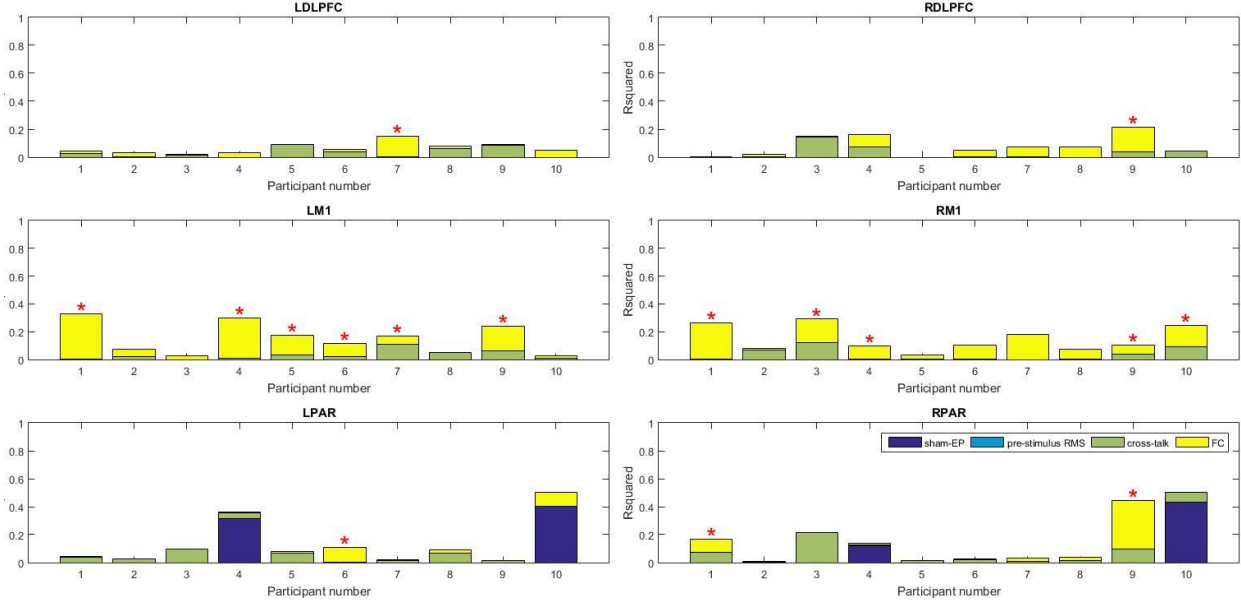 LDLPFC
1
0.8
0.6
0.4
0.2
0
*
1 2 3 4 5 6 7 8 9 10
Participant number
RDLPFC
Rsquared
1
0.8
0.6
0.4
0.2
0
*
1 2 3 4 5 6 7 8 9 10
Participant number
LM1
1
0.8
0.6
0.4
0.2
0
* * * * * *
1 2 3 4 5 6 7 8 9 10
Participant number
RM1
Rsquared
1
0.8
0.6
0.4
0.2
0
* * * * *
1 2 3 4 5 6 7 8 9 10
Participant number
LPAR
1
0.8
0.6
0.4
0.2
0
*
1 2 3 4 5 6 7 8 9 10
Participant number
RPAR
Rsquared
1
0.8
0.6
0.4
0.2
0
sham-EP pre-stimulus RMS cross-talk FC
* *
1 2 3 4 5 6 7 8 9 10
Participant number